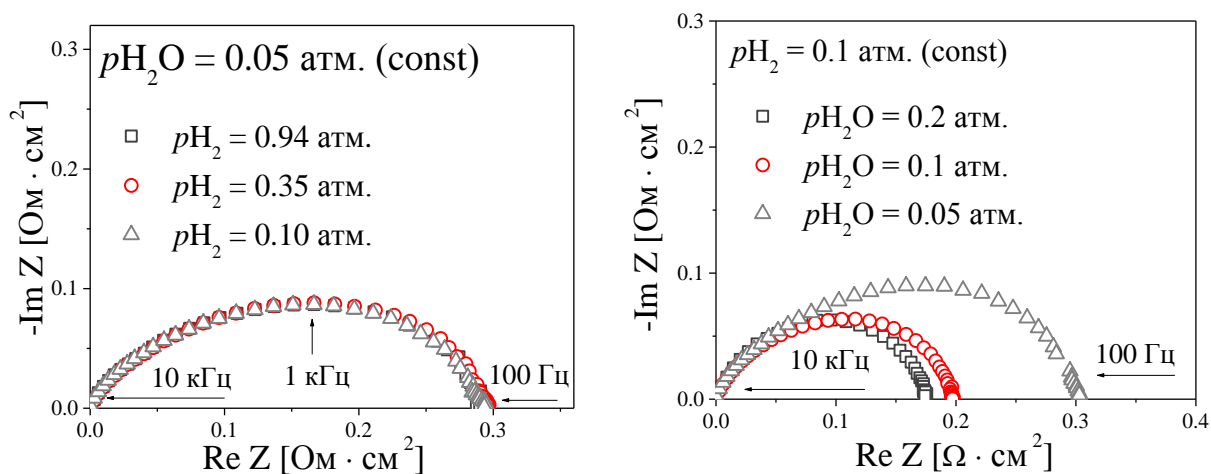 0.3
0.2
0.1
0.0
-Im Z [Ом · см²]
pH₂O = 0.05 атм. (const)
pH₂ = 0.94 атм.
pH₂ = 0.35 атм.
pH₂ = 0.10 атм.
10 кГц
1 кГц
100 Гц
0.0 0.1 0.2 0.3
Re Z [Ом · см²]
0.3
0.2
0.1
0.0
-Im Z [Ом · см²]
pH₂ = 0.1 атм. (const)
pH₂O = 0.2 атм.
pH₂O = 0.1 атм.
pH₂O = 0.05 атм.
10 кГц
100 Гц
0.0 0.1 0.2 0.3 0.4
Re Z [Ω · см²]